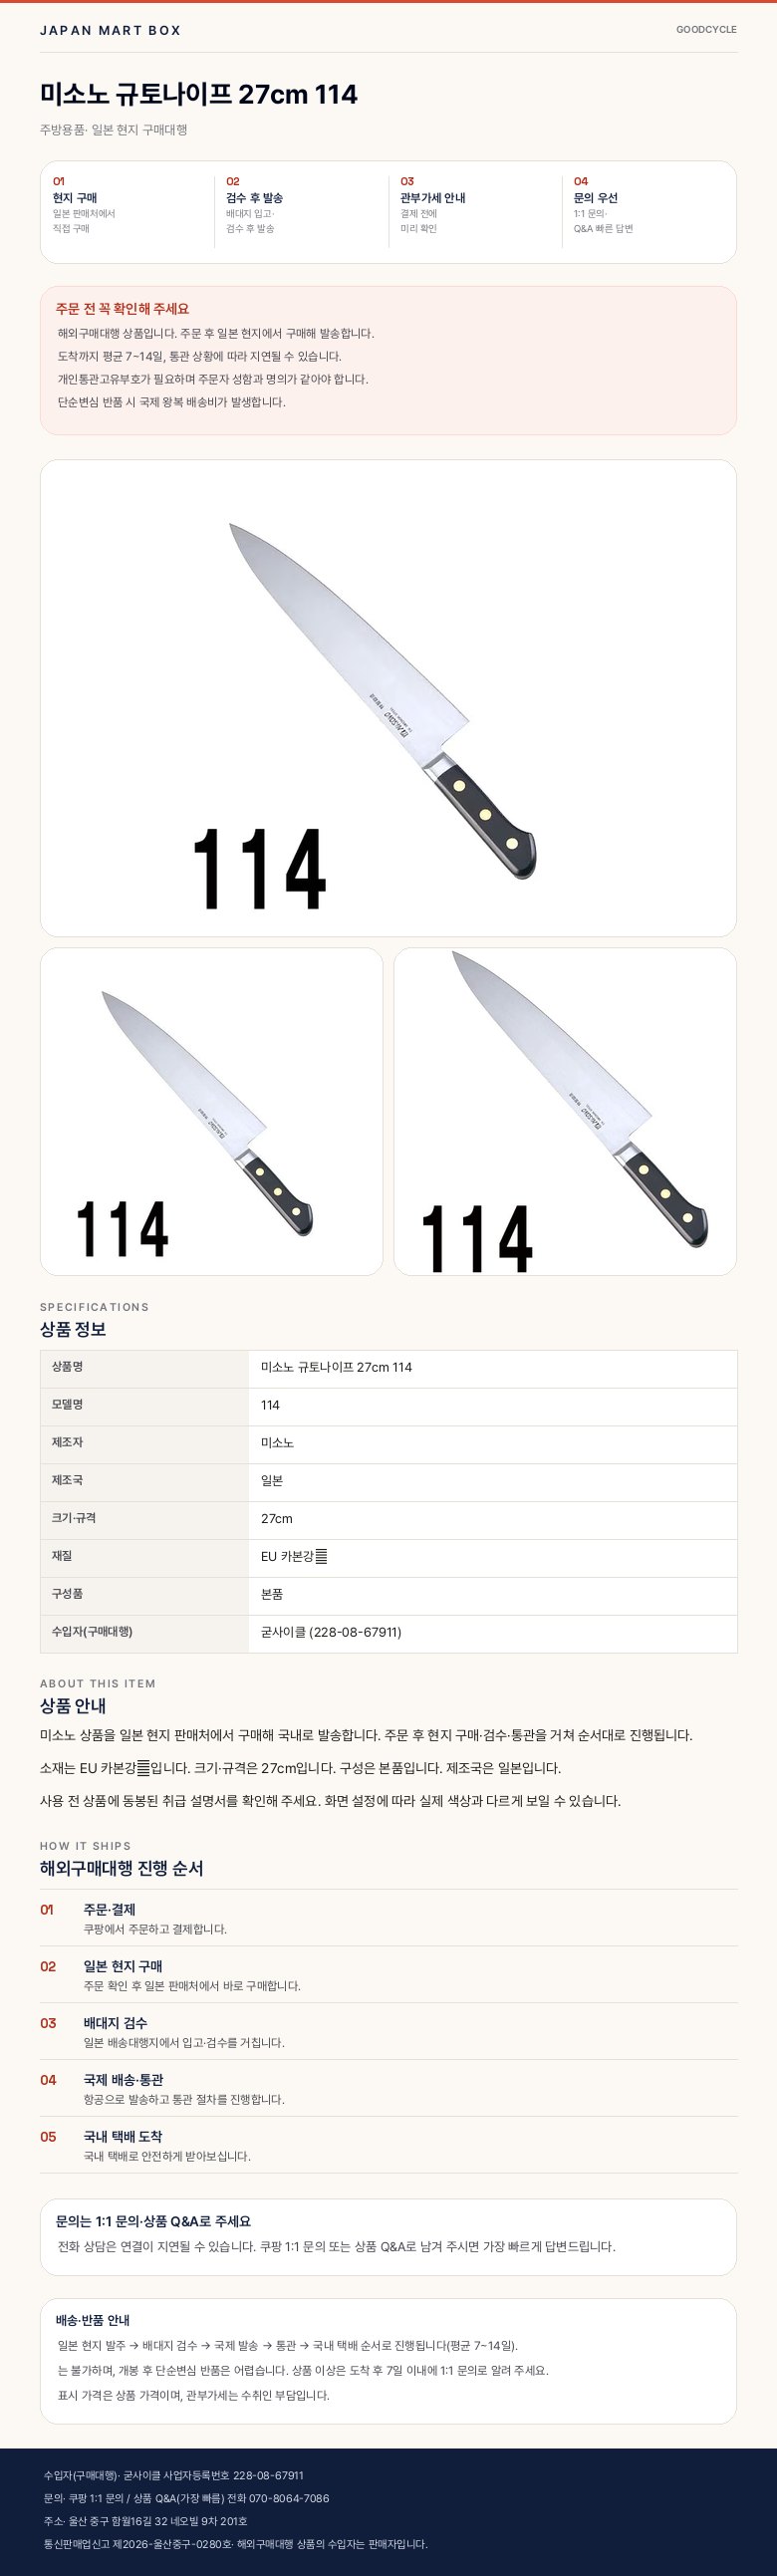 JAPAN MART BOX
GOODCYCLE
미소노 규토나이프 27cm 114
주방용품· 일본 현지 구매대행
01
현지 구매
일본 판매처에서
직접 구매
02
검수 후 발송
배대지 입고·
검수 후 발송
03
관부가세 안내
결제 전에
미리 확인
04
문의 우선
1:1 문의·
Q&A 빠른 답변
주문 전 꼭 확인해 주세요
해외구매대행 상품입니다. 주문 후 일본 현지에서 구매해 발송합니다.
도착까지 평균 7~14일, 통관 상황에 따라 지연될 수 있습니다.
개인통관고유부호가 필요하며 주문자 성함과 명의가 같아야 합니다.
단순변심 반품 시 국제 왕복 배송비가 발생합니다.
114
114
114
SPECIFICATIONS
상품 정보
상품명 미소노 규토나이프 27cm 114
모델명 114
제조자 미소노
제조국 일본
크기·규격 27cm
재질 EU 카본강
구성품 본품
수입자(구매대행) 굳사이클 (228-08-67911)
ABOUT THIS ITEM
상품 안내
미소노 상품을 일본 현지 판매처에서 구매해 국내로 발송합니다. 주문 후 현지 구매·검수·통관을 거쳐 순서대로 진행됩니다.
소재는 EU 카본강입니다. 크기·규격은 27cm입니다. 구성은 본품입니다. 제조국은 일본입니다.
사용 전 상품에 동봉된 취급 설명서를 확인해 주세요. 화면 설정에 따라 실제 색상과 다르게 보일 수 있습니다.
HOW IT SHIPS
해외구매대행 진행 순서
01 주문·결제
쿠팡에서 주문하고 결제합니다.
02 일본 현지 구매
주문 확인 후 일본 판매처에서 바로 구매합니다.
03 배대지 검수
일본 배송대행지에서 입고·검수를 거칩니다.
04 국제 배송·통관
항공으로 발송하고 통관 절차를 진행합니다.
05 국내 택배 도착
국내 택배로 안전하게 받아보십니다.
문의는 1:1 문의·상품 Q&A로 주세요
전화 상담은 연결이 지연될 수 있습니다. 쿠팡 1:1 문의 또는 상품 Q&A로 남겨 주시면 가장 빠르게 답변드립니다.
배송·반품 안내
일본 현지 발주 → 배대지 검수 → 국제 발송 → 통관 → 국내 택배 순서로 진행됩니다(평균 7~14일).
는 불가하며, 개봉 후 단순변심 반품은 어렵습니다. 상품 이상은 도착 후 7일 이내에 1:1 문의로 알려 주세요.
표시 가격은 상품 가격이며, 관부가세는 수취인 부담입니다.
수입자(구매대행)· 굳사이클 사업자등록번호 228-08-67911
문의· 쿠팡 1:1 문의 / 상품 Q&A(가장 빠름) 전화 070-8064-7086
주소· 울산 중구 함월16길 32 네오빌 9차 201호
통신판매업신고 제2026-울산중구-0280호· 해외구매대행 상품의 수입자는 판매자입니다.